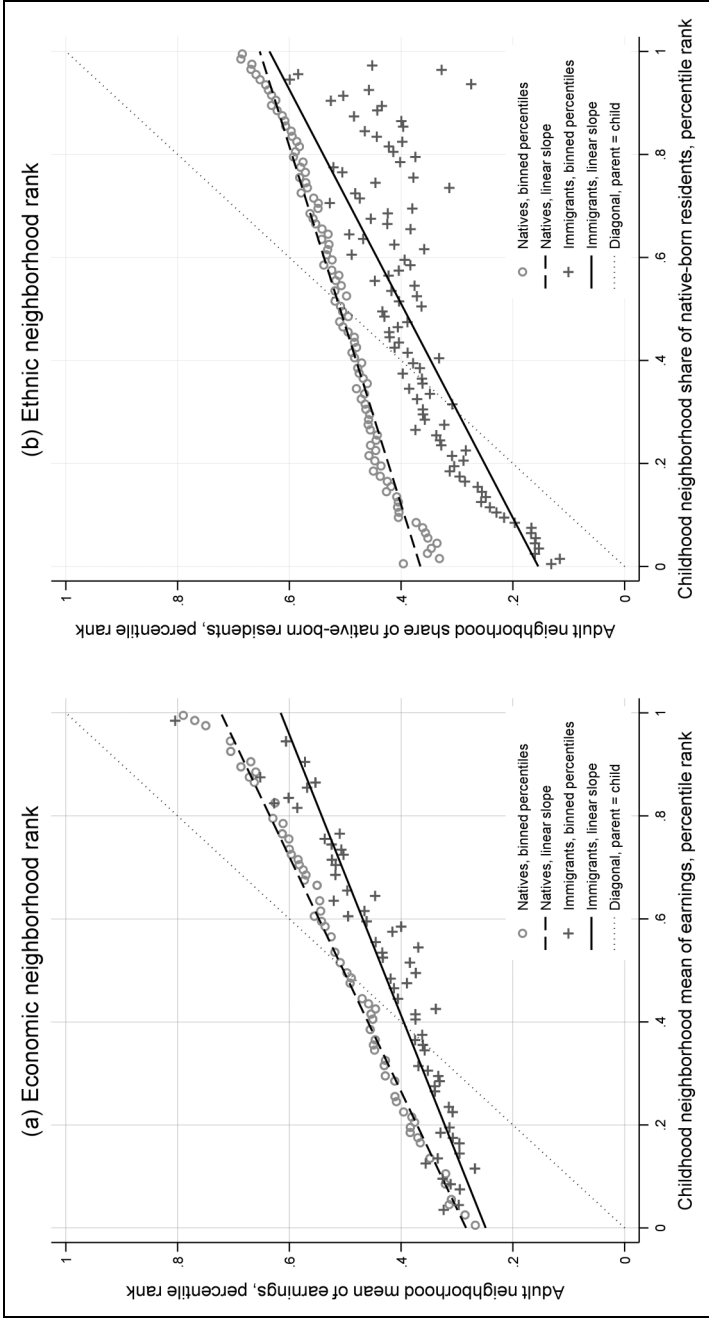 (a) Economic neighborhood rank
Adult neighborhood mean of earnings, percentile rank
1
.8
.6
.4
.2
0
Natives, binned percentiles
Natives, linear slope
Immigrants, binned percentiles
Immigrants, linear slope
Diagonal, parent = child
0 .2 .4 .6 .8 1
Childhood neighborhood mean of earnings, percentile rank
(b) Ethnic neighborhood rank
Adult neighborhood share of native-born residents, percentile rank
1
.8
.6
.4
.2
0
Natives, binned percentiles
Natives, linear slope
Immigrants, binned percentiles
Immigrants, linear slope
Diagonal, parent = child
0 .2 .4 .6 .8 1
Childhood neighborhood share of native-born residents, percentile rank